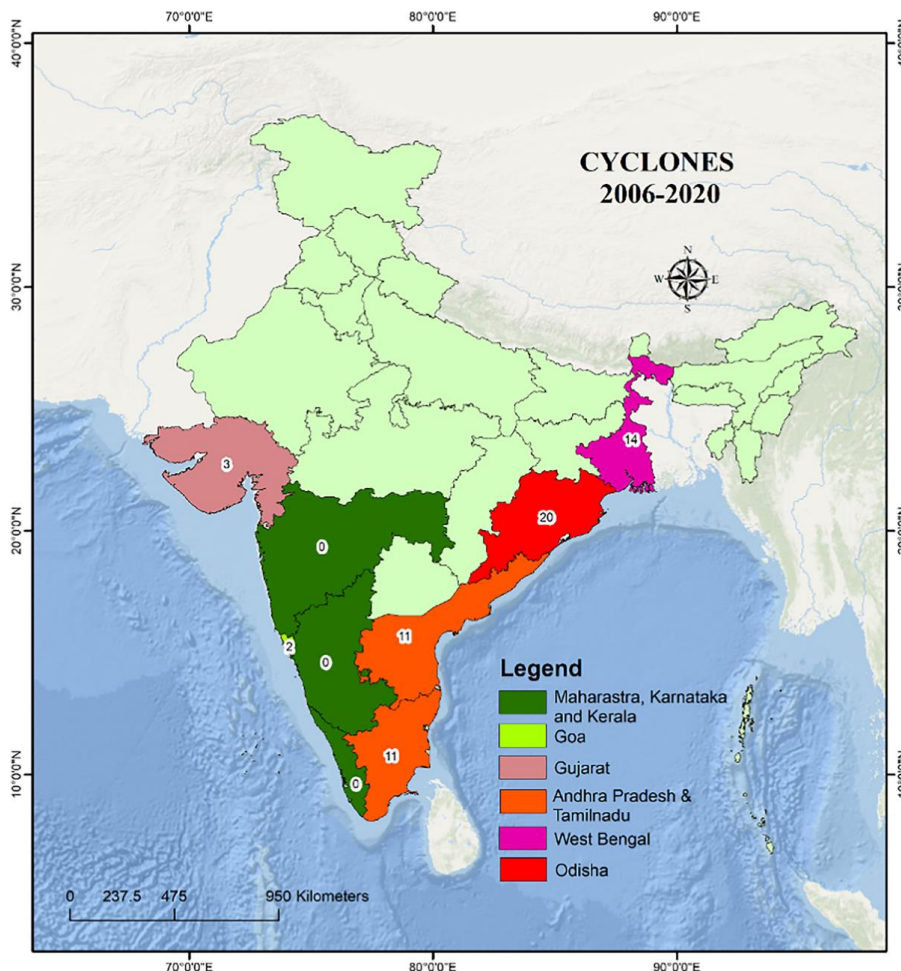 70°0'0"E 80°0'0"E 90°0'0"E
40°0'0"N
CYCLONES
2006-2020
N
W E
S
30°0'0"N
3
14
20
20°0'0"N
0
2
0
11
11
0
10°0'0"N
Legend
Maharastra, Karnataka
and Kerala
Goa
Gujarat
Andhra Pradesh &
Tamilnadu
West Bengal
Odisha
0 237.5 475 950 Kilometers
70°0'0"E 80°0'0"E 90°0'0"E